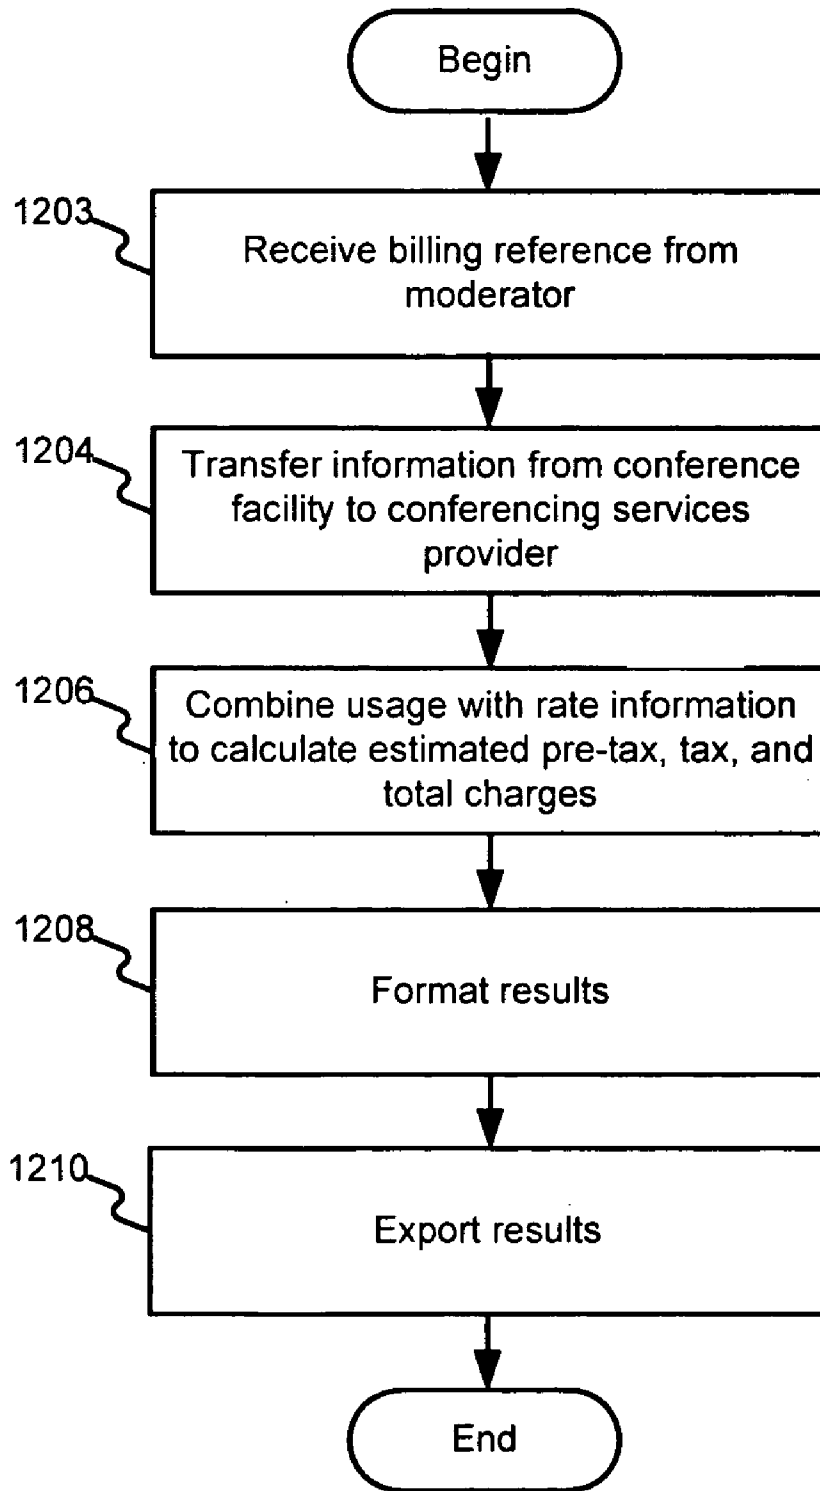 Begin
1203
Receive billing reference from
moderator
1204
Transfer information from conference
facility to conferencing services
provider
1206
Combine usage with rate information
to calculate estimated pre-tax, tax, and
total charges
1208
Format results
1210
Export results
End